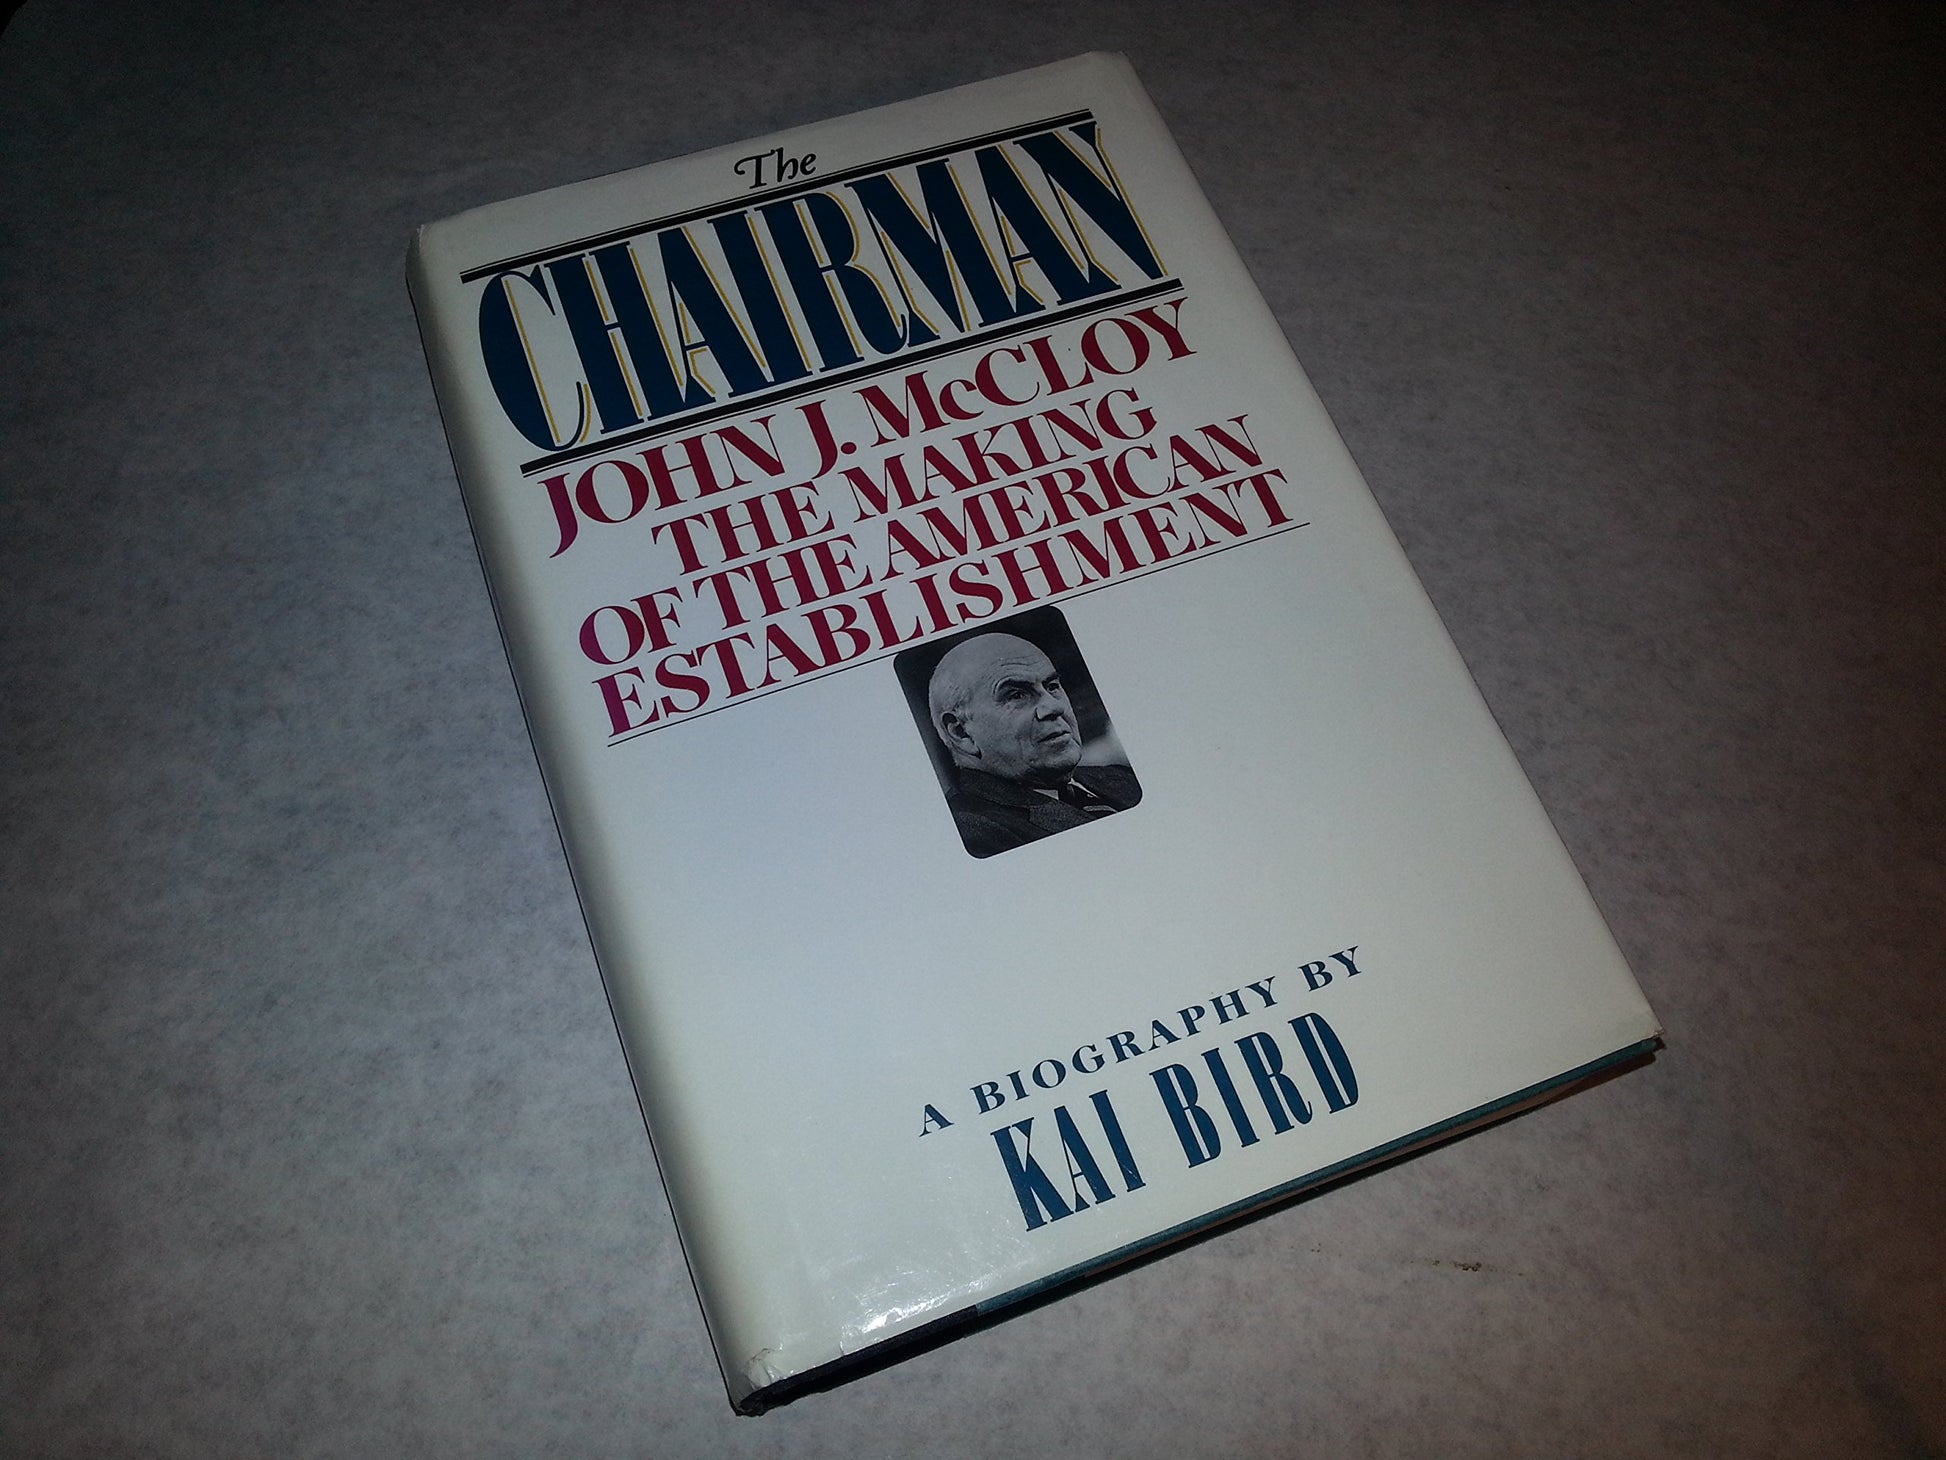 The
CHAIRMAN
JOHN J. McCLOY
THE MAKING
OF THE AMERICAN
ESTABLISHMENT
A BIOGRAPHY BY
KAI BIRD